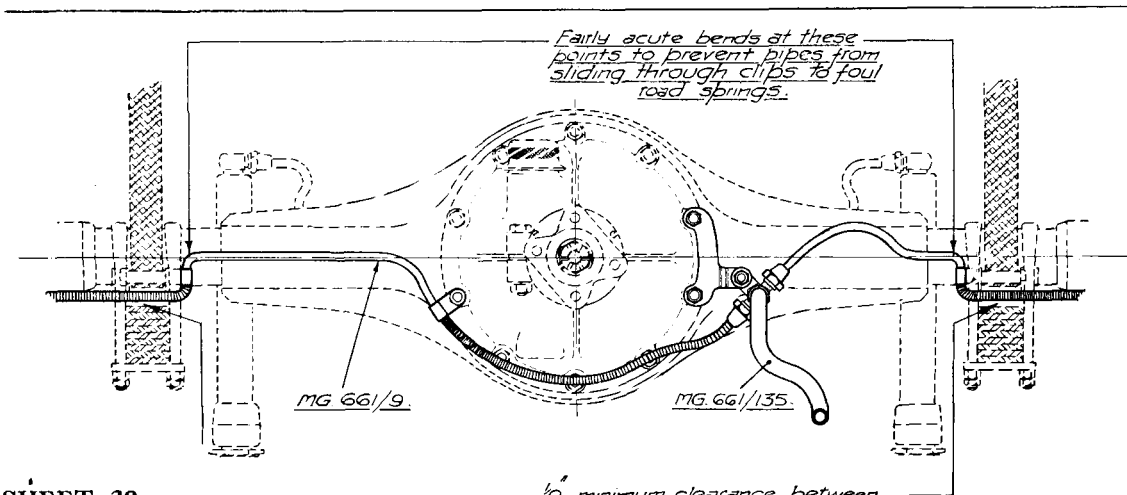 Fairly acute bends at these
points to prevent pipes from
sliding through clips to foul
road springs.
MG 661/9.
MG.661/135.
SHEET
minimum clearance between